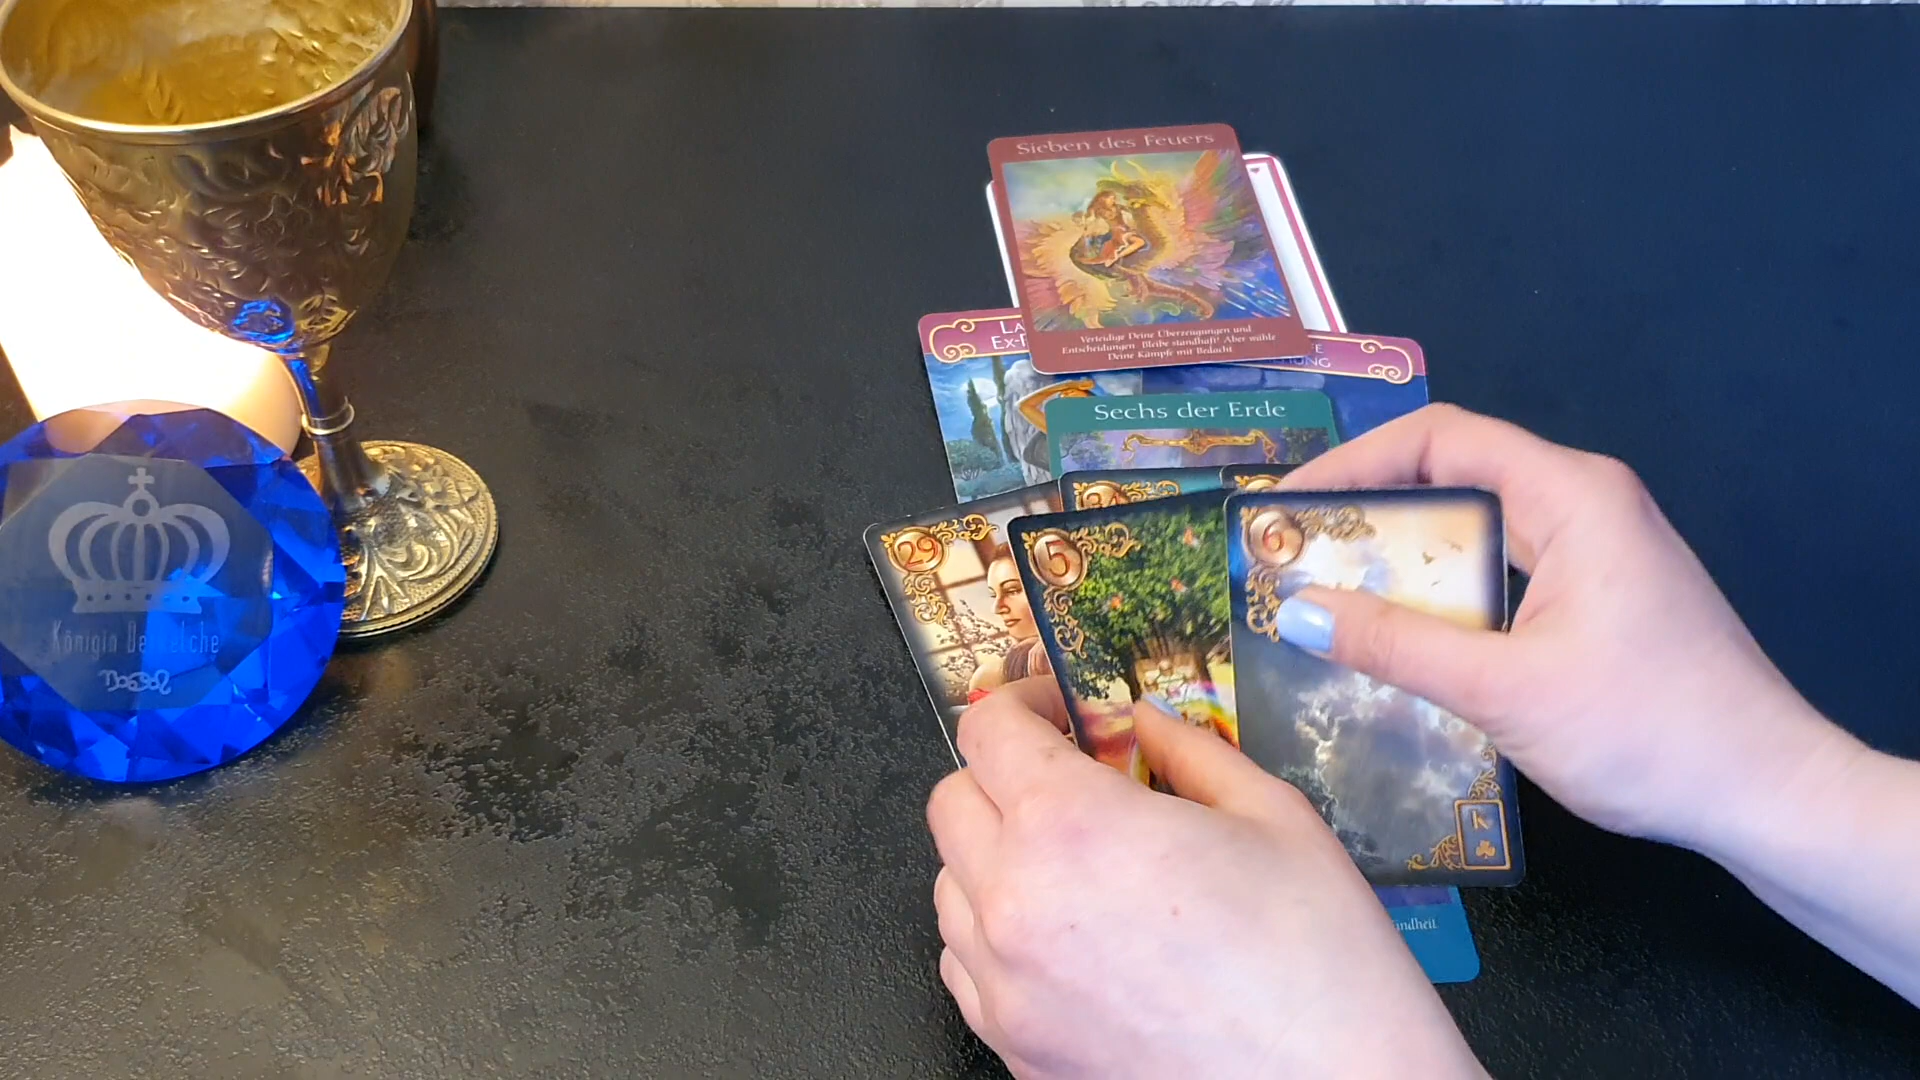 Sieben des Feuers
Verteidige Deine Überzeugungen und
Entscheidungen. Bleibe standhaft! Aber wähle
Deine Kämpfe mit Bedacht
Sechs der Erde
29
5
6
K
Königin